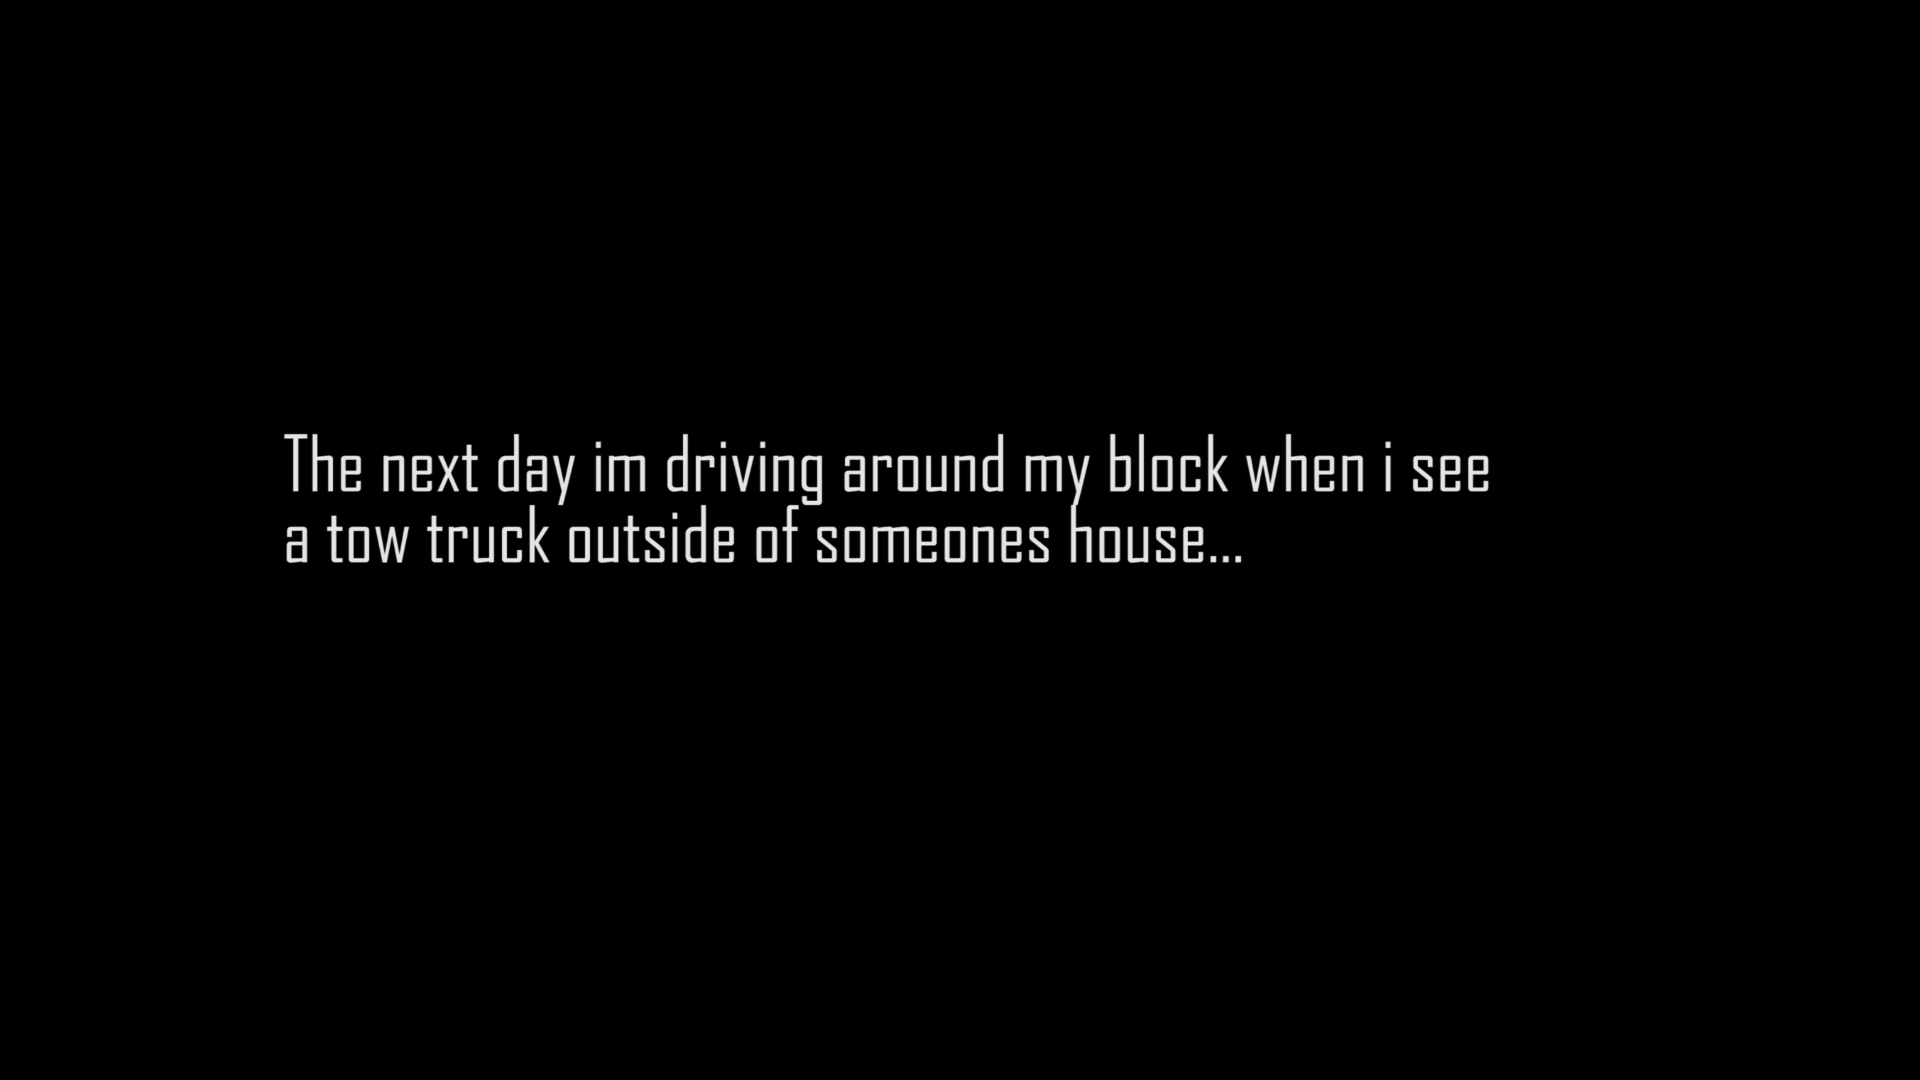 The next day im driving around my block when i see
a tow truck outside of someones house...